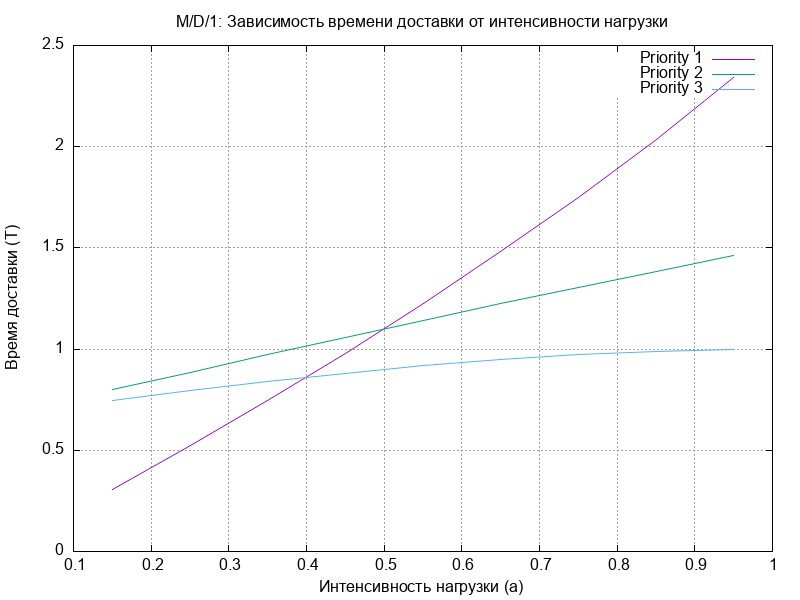 M/D/1: Зависимость времени доставки от интенсивности нагрузки
Priority 1
Priority 2
Priority 3
2.5
2
1.5
1
0.5
0
Время доставки (T)
0.1 0.2 0.3 0.4 0.5 0.6 0.7 0.8 0.9 1
Интенсивность нагрузки (a)